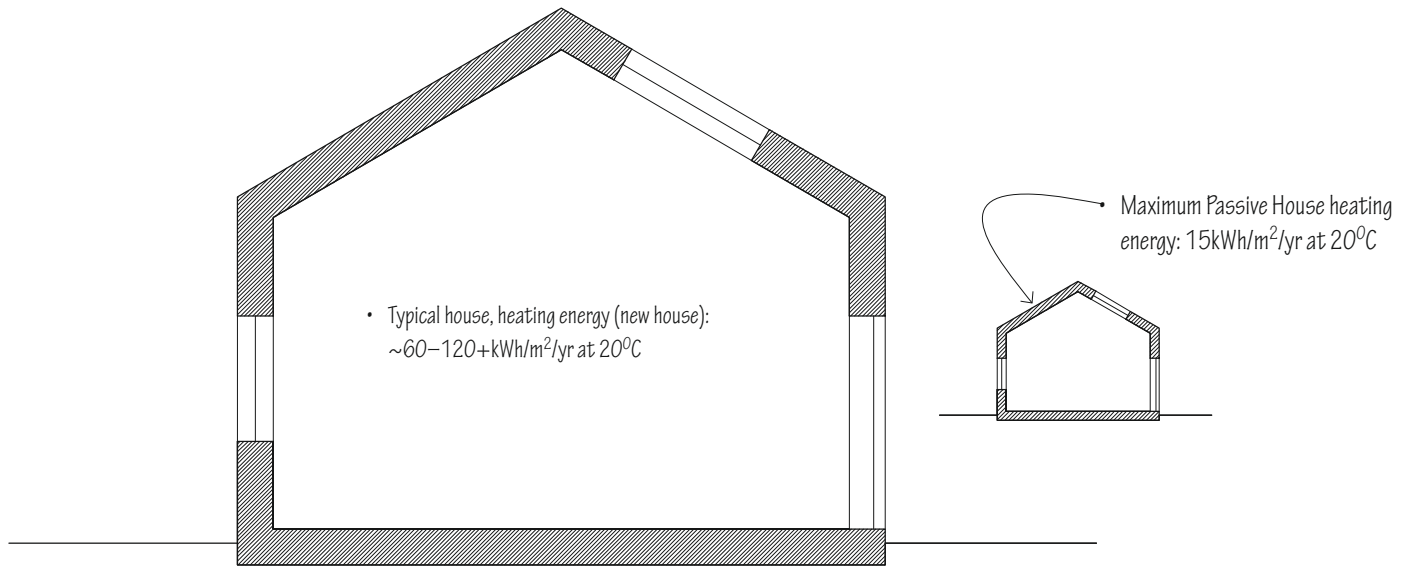 Maximum Passive House heating
energy: 15kWh/m²/yr at 20⁰C
• Typical house, heating energy (new house):
~60–120+kWh/m²/yr at 20⁰C